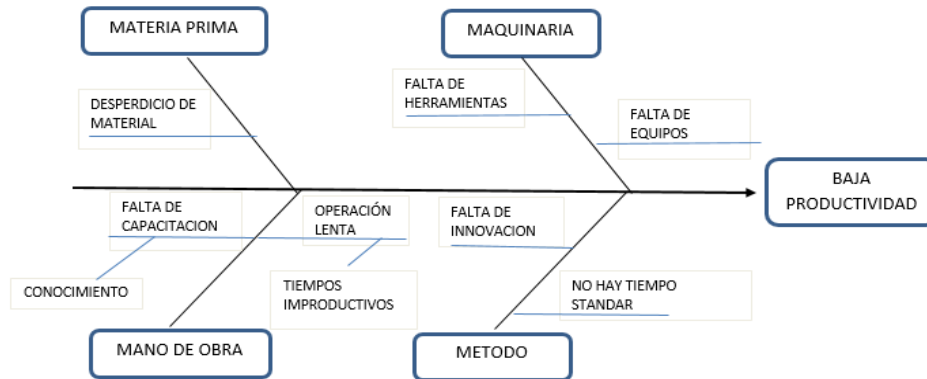 MATERIA PRIMA
MAQUINARIA
FALTA DE
HERRAMIENTAS
DESPERDICIO DE
MATERIAL
FALTA DE
EQUIPOS
BAJA
PRODUCTIVIDAD
FALTA DE
CAPACITACION
OPERACIÓN
LENTA
FALTA DE
INNOVACION
CONOCIMIENTO
TIEMPOS
IMPRODUCTIVOS
NO HAY TIEMPO
STANDAR
MANO DE OBRA
METODO